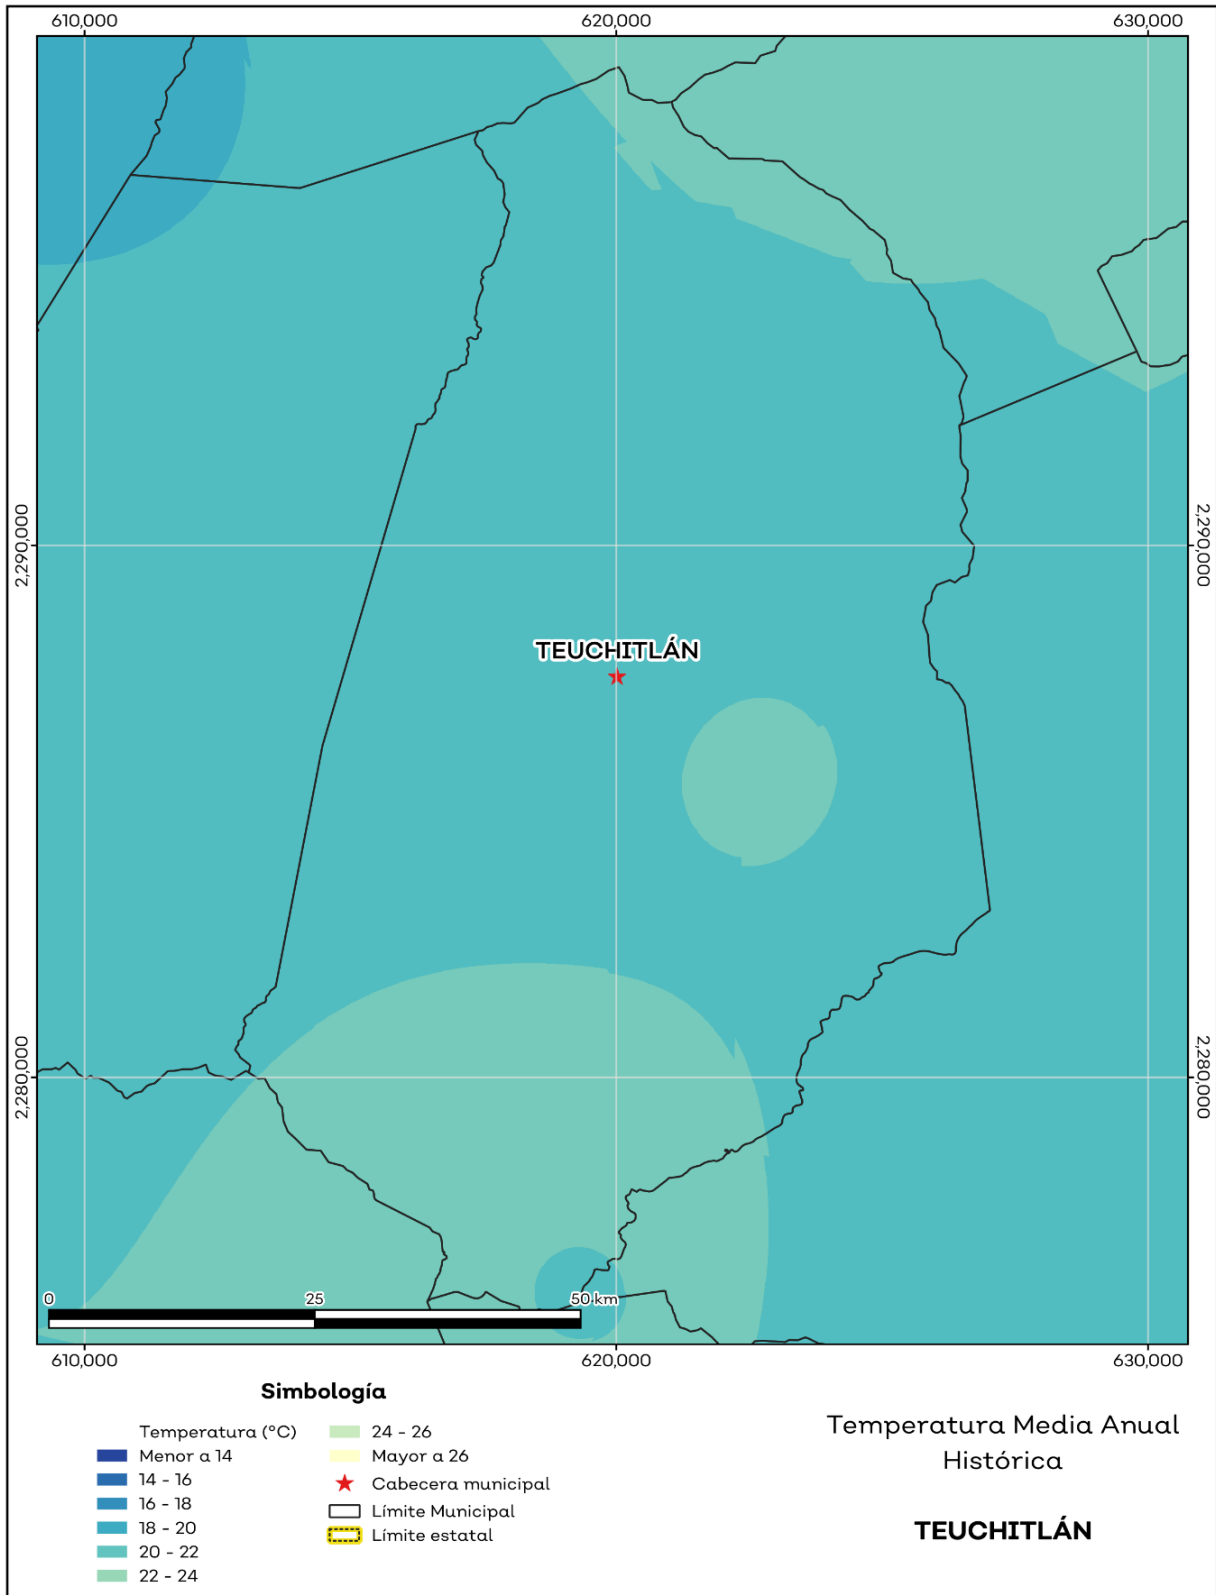 610,000
620,000
630,000
2,290,000
2,290,000
TEUCHITLÁN
2,280,000
2,280,000
0
25
50 km
610,000
620,000
630,000
Simbología
Temperatura (°C)
Menor a 14
14 - 16
16 - 18
18 - 20
20 - 22
22 - 24
24 - 26
Mayor a 26
Cabecera municipal
Límite Municipal
Límite estatal
Temperatura Media Anual
Histórica
TEUCHITLÁN